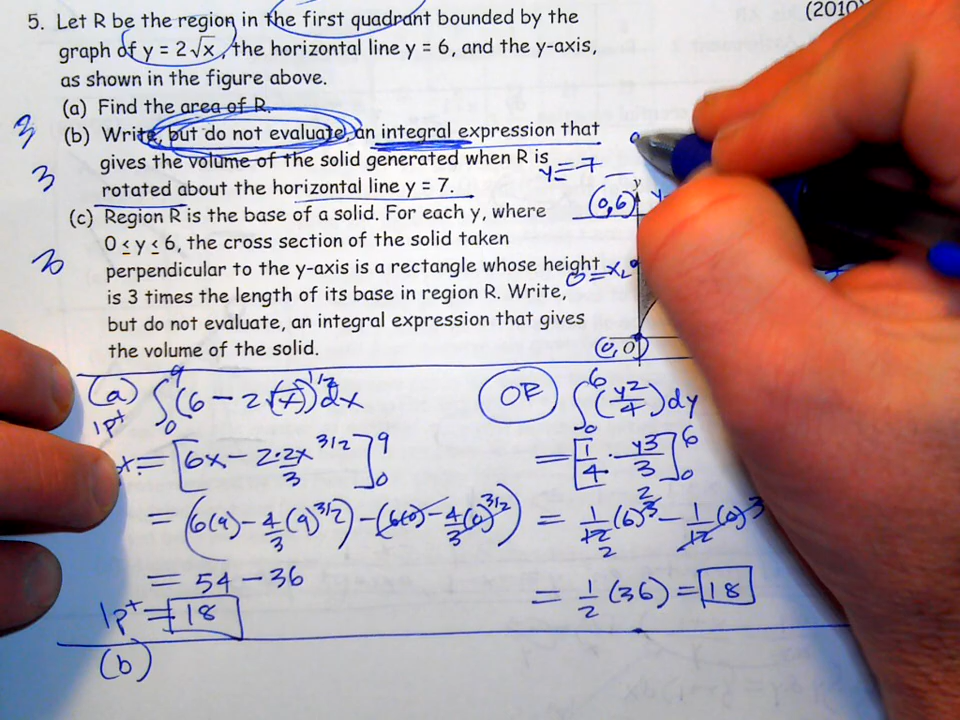 (2010)
5. Let R be the region in the first quadrant bounded by the
graph of y = 2√x, the horizontal line y = 6, and the y-axis,
as shown in the figure above.
(a) Find the area of R.
3 (b) Write, but do not evaluate, an integral expression that
3 gives the volume of the solid generated when R is
rotated about the horizontal line y = 7.
y = 7
y
(0,6)
(c) Region R is the base of a solid. For each y, where
3 0 ≤ y ≤ 6, the cross section of the solid taken
perpendicular to the y-axis is a rectangle whose height
0 = x
is 3 times the length of its base in region R. Write,
but do not evaluate, an integral expression that gives
the volume of the solid.
(0,0)
(a) ∫₀⁹ (6 - 2(x)^1/2) dx
1pt
= [6x - 2·2x^3/2/3]₀⁹
= (6(9) - 4/3(9)^3/2) - (6(0) - 4/3(0)^3/2)
= 54 - 36
1pt = 18
OR ∫₀⁶ (y²/4) dy
= [1/4 · y3/3]₀⁶
= 1/12 (6)^3 - 1/12 (0)^3
2 2
= 1/2 (36) = 18
(b)